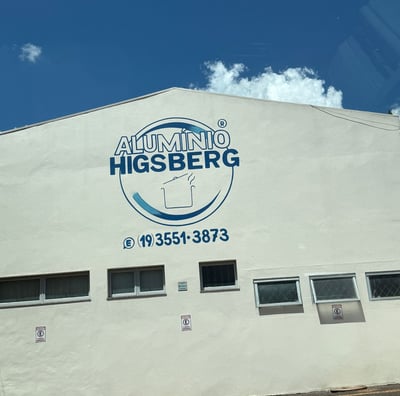 ALUMÍNIO ®
HIGSBERG
(19)3551-3873